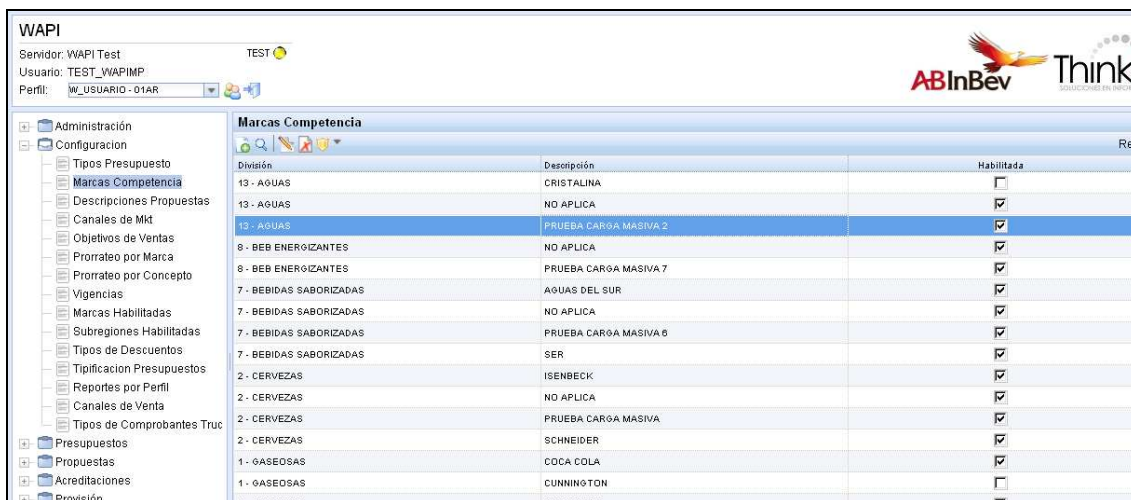 WAPI
Servidor: WAPI Test TEST
Usuario: TEST_WAPIMP
Perfil: W_USUARIO - 01AR
ABInBev
Think
SOLUCIONES EN INFOR
Administración
Configuracion
Tipos Presupuesto
Marcas Competencia
Descripciones Propuestas
Canales de Mkt
Objetivos de Ventas
Prorrateo por Marca
Prorrateo por Concepto
Vigencias
Marcas Habilitadas
Subregiones Habilitadas
Tipos de Descuentos
Tipificacion Presupuestos
Reportes por Perfil
Canales de Venta
Tipos de Comprobantes Truc
Presupuestos
Propuestas
Acreditaciones
Provisión
Marcas Competencia
Re
División Descripción Habilitada
13 - AGUAS CRISTALINA
13 - AGUAS NO APLICA
13 - AGUAS PRUEBA CARGA MASIVA 2
8 - BEB ENERGIZANTES NO APLICA
8 - BEB ENERGIZANTES PRUEBA CARGA MASIVA 7
7 - BEBIDAS SABORIZADAS AGUAS DEL SUR
7 - BEBIDAS SABORIZADAS NO APLICA
7 - BEBIDAS SABORIZADAS PRUEBA CARGA MASIVA 6
7 - BEBIDAS SABORIZADAS SER
2 - CERVEZAS ISENBECK
2 - CERVEZAS NO APLICA
2 - CERVEZAS PRUEBA CARGA MASIVA
2 - CERVEZAS SCHNEIDER
1 - GASEOSAS COCA COLA
1 - GASEOSAS CUNNINGTON